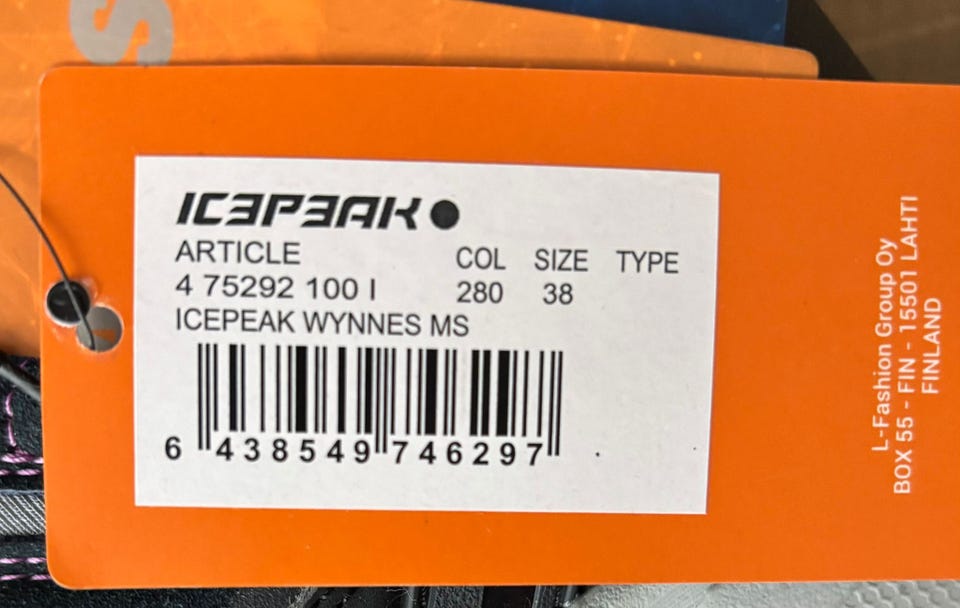 S
ICEPEAK
ARTICLE COL SIZE TYPE
4 75292 100 I 280 38
ICEPEAK WYNNES MS
6 438549 746297
L-Fashion Group Oy
BOX 55 - FIN - 15501 LAHTI
FINLAND